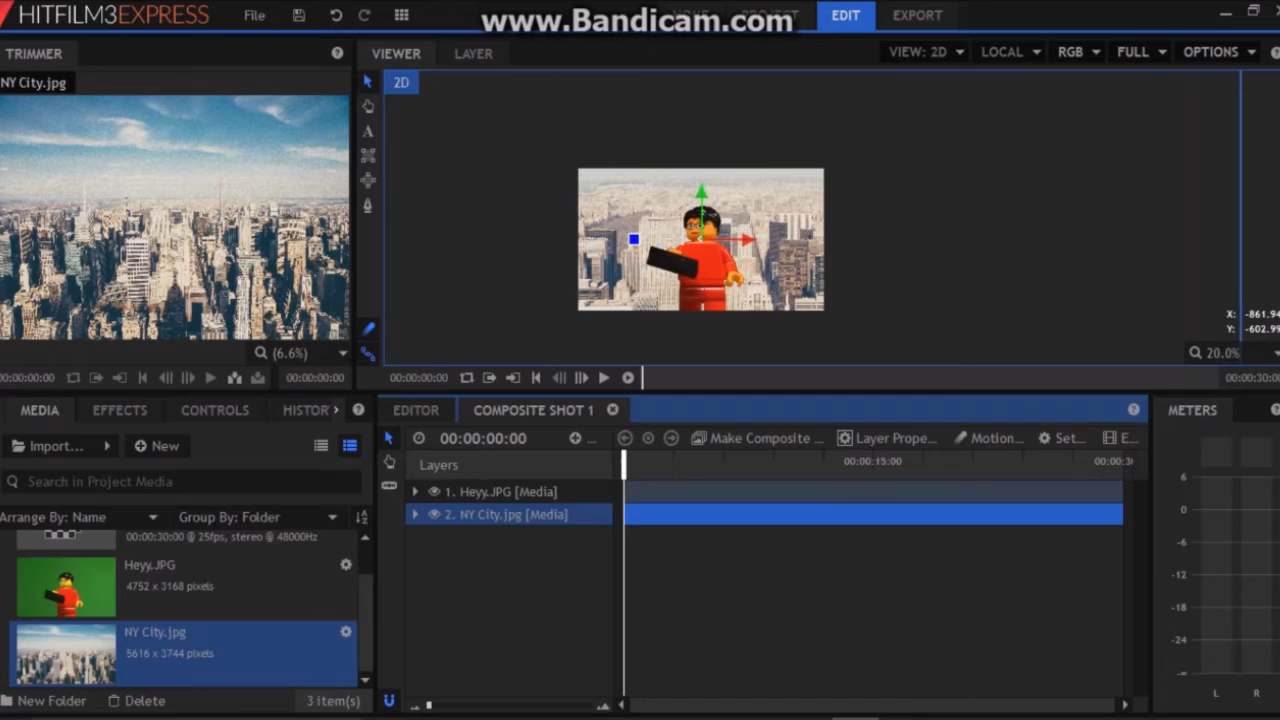 HITFILM3EXPRESS
File
www.Bandicam.com
EDIT
EXPORT
TRIMMER
VIEWER
LAYER
VIEW: 2D
LOCAL
RGB
FULL
OPTIONS
NY City.jpg
2D
X: -861.94
Y: -602.99
(6.6%)
20.0%
00:00:00:00
00:00:00:00
00:00:00:00
00:00:30:00
MEDIA
EFFECTS
CONTROLS
HISTOR
EDITOR
COMPOSITE SHOT 1
METERS
Import...
New
00:00:00:00
...
Make Composite ...
Layer Prope...
Motion...
Set...
E...
Search in Project Media
Layers
00:00:15:00
00:00:3
Arrange By: Name
Group By: Folder
1. Heyy.JPG [Media]
2. NY City.jpg [Media]
00:00:30:00 @ 25fps, stereo @ 48000Hz
Heyy.JPG
4752 x 3168 pixels
NY City.jpg
5616 x 3744 pixels
New Folder
Delete
3 item(s)
6
0
-6
-12
-18
-24
-∞
L
R